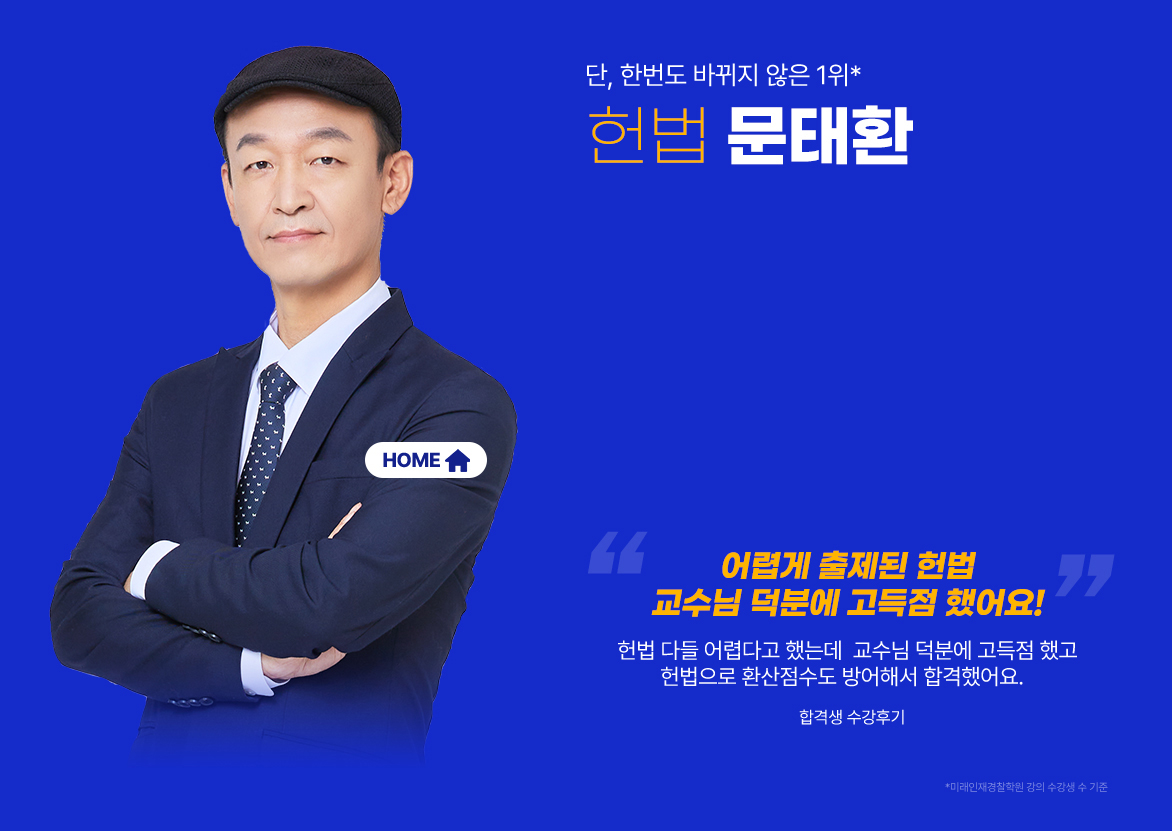 단, 한번도 바뀌지 않은 1위*
헌법 문태환
HOME
“ 어렵게 출제된 헌법
교수님 덕분에 고득점 했어요! ”
헌법 다들 어렵다고 했는데 교수님 덕분에 고득점 했고
헌법으로 환산점수도 방어해서 합격했어요.
합격생 수강후기
*미래인재경찰학원 강의 수강생 수 기준